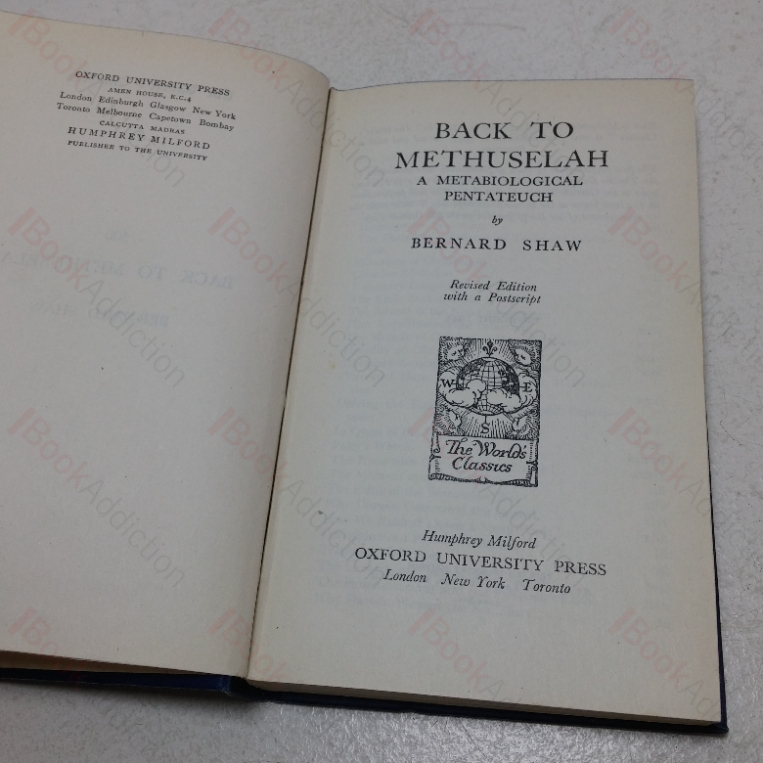 OXFORD UNIVERSITY PRESS
AMEN HOUSE, E.C.4
London Edinburgh Glasgow New York
Toronto Melbourne Capetown Bombay
CALCUTTA MADRAS
HUMPHREY MILFORD
PUBLISHER TO THE UNIVERSITY
BACK TO
METHUSELAH
A METABIOLOGICAL
PENTATEUCH
by
BERNARD SHAW
Revised Edition
with a Postscript
W E
S
The World's
Classics
Humphrey Milford
OXFORD UNIVERSITY PRESS
London New York Toronto
BookAddiction